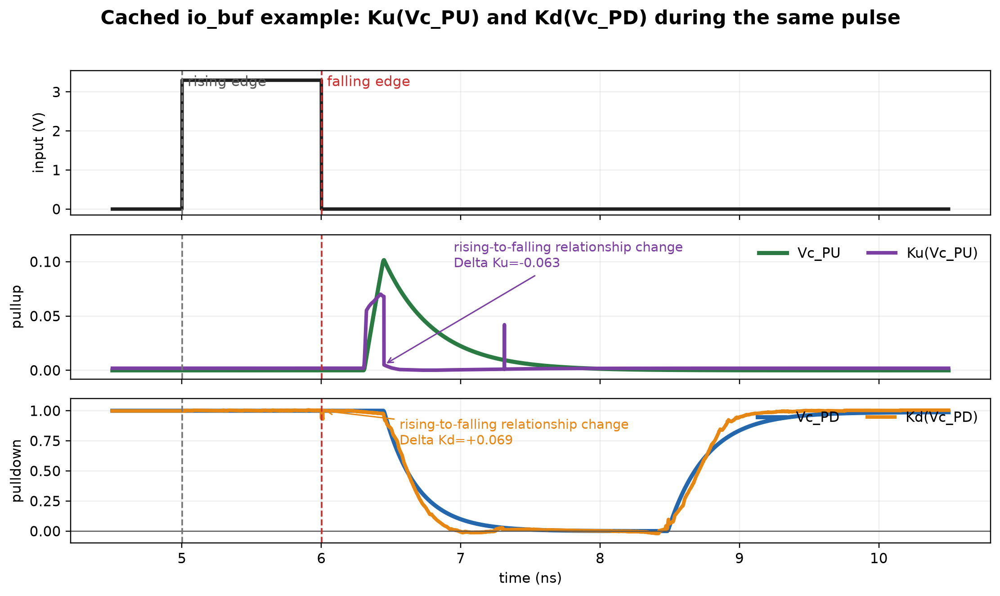 Cached io_buf example: Ku(Vc_PU) and Kd(Vc_PD) during the same pulse
rising edge
falling edge
3
2
1
0
input (V)
rising-to-falling relationship change
Delta Ku=-0.063
Vc_PU
Ku(Vc_PU)
0.10
0.05
0.00
pullup
rising-to-falling relationship change
Delta Kd=+0.069
Vc_PD
Kd(Vc_PD)
1.00
0.75
0.50
0.25
0.00
pulldown
5
6
7
8
9
10
time (ns)